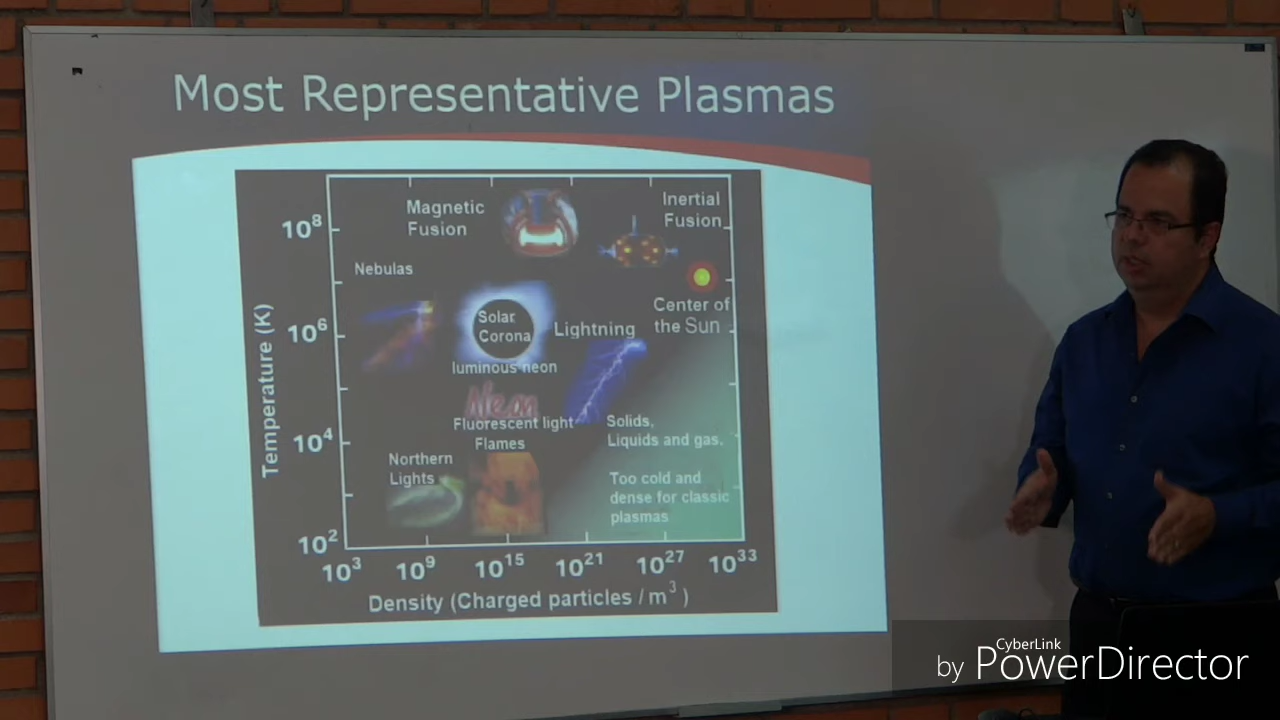 Most Representative Plasmas
Magnetic
Fusion
Inertial
Fusion
10⁸
Nebulas
Center of
the Sun
Solar
Corona
Lightning
10⁶
Temperature (K)
luminous neon
Neon
Fluorescent light
Flames
Solids,
Liquids and gas.
10⁴
Northern
Lights
Too cold and
dense for classic
plasmas
10²
10³ 10⁹ 10¹⁵ 10²¹ 10²⁷ 10³³
Density (Charged particles / m³ )
CyberLink
by PowerDirector